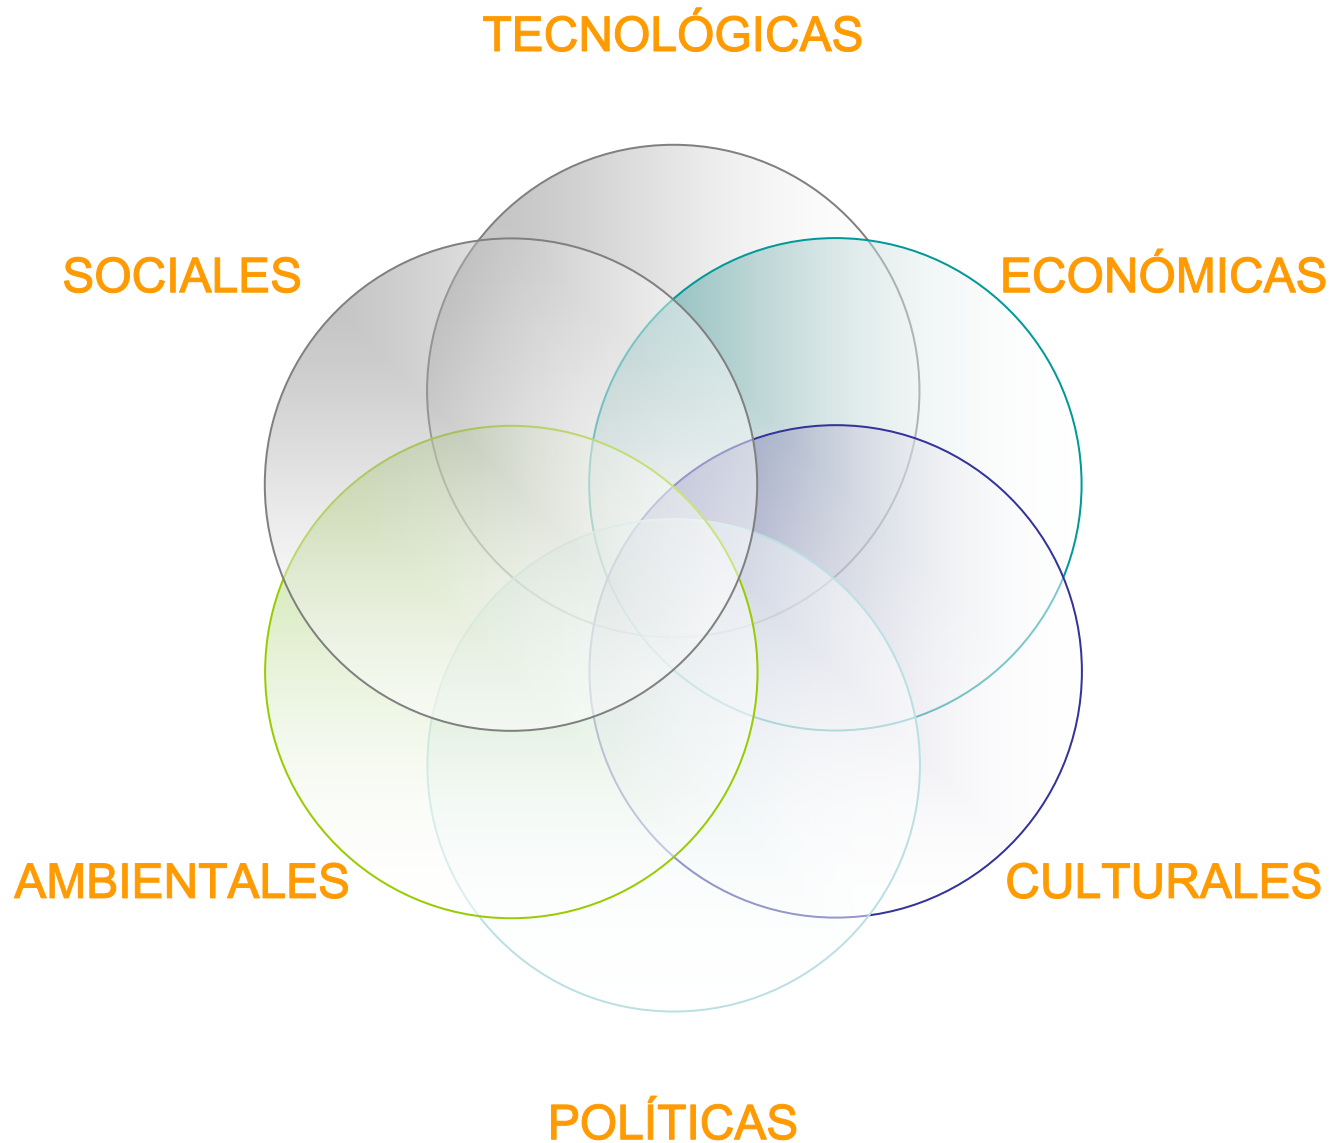 TECNOLÓGICAS
SOCIALES
ECONÓMICAS
AMBIENTALES
CULTURALES
POLÍTICAS